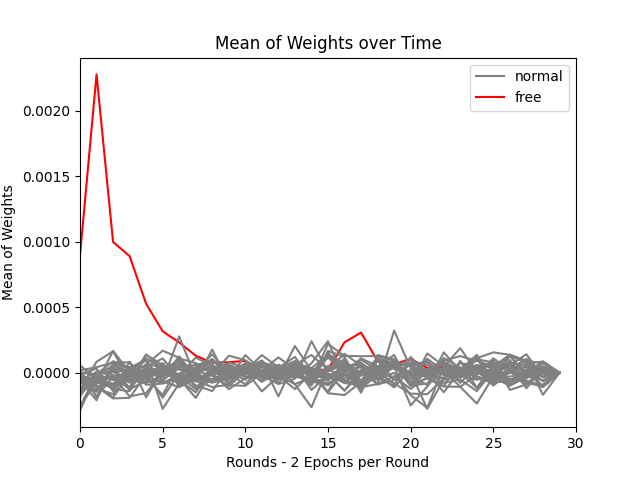 Mean of Weights over Time
normal
free
Mean of Weights
0.0020
0.0015
0.0010
0.0005
0.0000
0 5 10 15 20 25 30
Rounds - 2 Epochs per Round